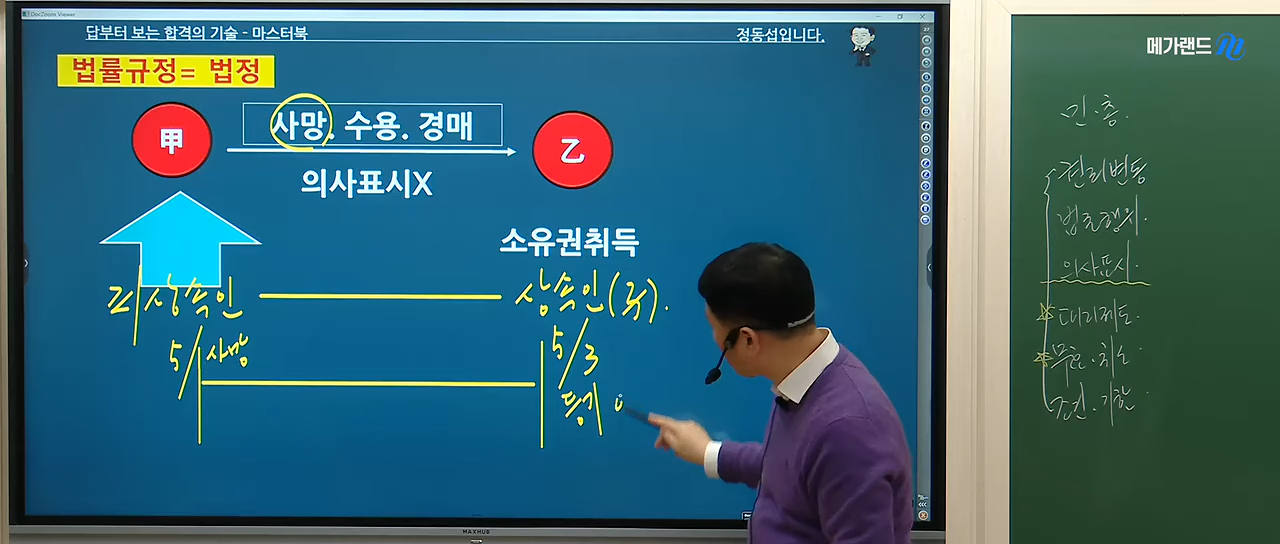 DocZoom Viewer
답부터 보는 합격의 기술 - 마스터북
정동섭입니다.
법률규정= 법정
甲
사망. 수용. 경매
乙
의사표시X
소유권취득
피상속인
상속인(子).
5/1 사망
5/3
등기
MAXHUB
메가랜드
민·총.
권리변동
법률행위.
의사표시.
대리제도.
무효·취소
조건·기한